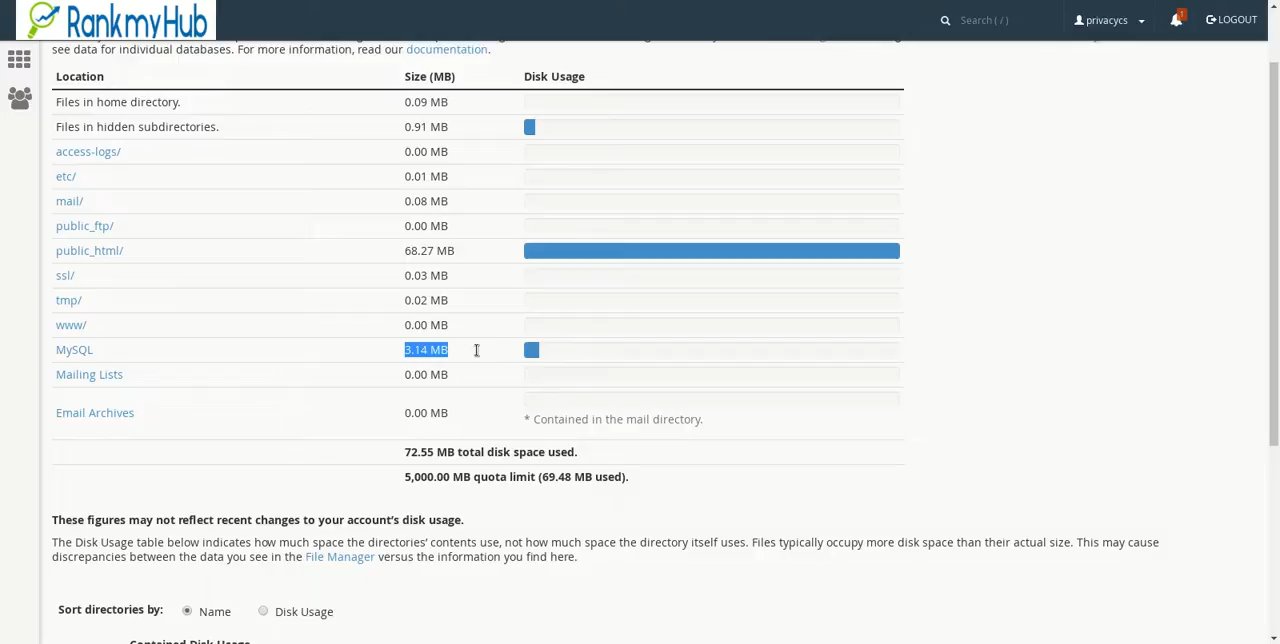 RankmyHub
Search ( / )
privacycs
1
LOGOUT
see data for individual databases. For more information, read our documentation.
Location Size (MB) Disk Usage
Files in home directory. 0.09 MB
Files in hidden subdirectories. 0.91 MB
access-logs/ 0.00 MB
etc/ 0.01 MB
mail/ 0.08 MB
public_ftp/ 0.00 MB
public_html/ 68.27 MB
ssl/ 0.03 MB
tmp/ 0.02 MB
www/ 0.00 MB
MySQL 3.14 MB
Mailing Lists 0.00 MB
Email Archives 0.00 MB
* Contained in the mail directory.
72.55 MB total disk space used.
5,000.00 MB quota limit (69.48 MB used).
These figures may not reflect recent changes to your account’s disk usage.
The Disk Usage table below indicates how much space the directories’ contents use, not how much space the directory itself uses. Files typically occupy more disk space than their actual size. This may cause
discrepancies between the data you see in the File Manager versus the information you find here.
Sort directories by: Name Disk Usage
Contained Disk Usage